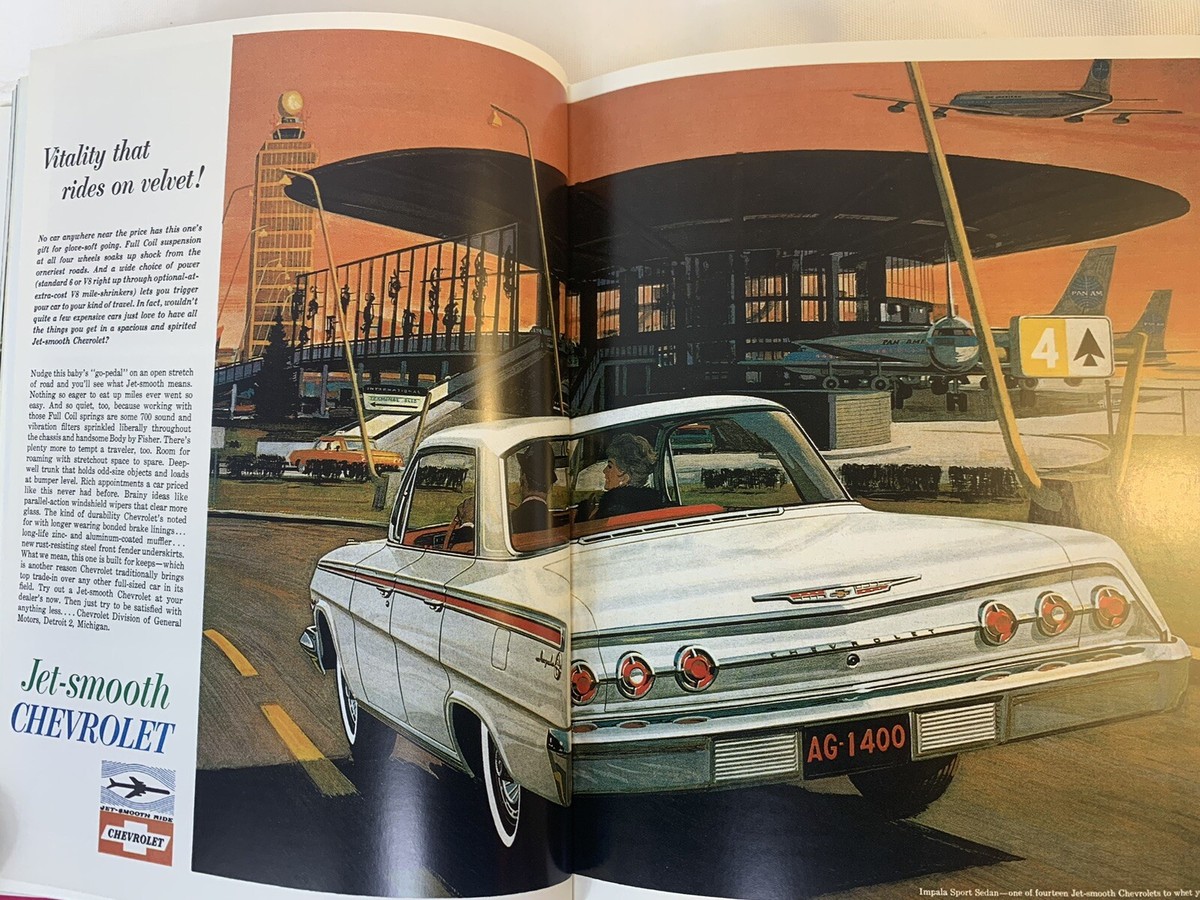 Vitality that
rides on velvet!
No car anywhere near the price has this one's
gift for glove-soft going. Full Coil suspension
at all four wheels soaks up shock from the
orneriest roads. And a wide choice of power
(standard 6 or V8 right up through optional-at-
extra-cost V8 mile-shrinkers) lets you trigger
your car to your kind of travel. In fact, wouldn't
quite a few expensive cars just love to have all
the things you get in a spacious and spirited
Jet-smooth Chevrolet?
Nudge this baby's "go-pedal" on an open stretch
of road and you'll see what Jet-smooth means.
Nothing so eager to eat up miles ever went so
easy. And so quiet, too, because working with
those Full Coil springs are some 700 sound and
vibration filters sprinkled liberally throughout
the chassis and handsome Body by Fisher. There's
plenty more to tempt a traveler, too. Room for
roaming with stretchout space to spare. Deep-
well trunk that holds odd-size objects and loads
at bumper level. Rich appointments a car priced
like this never had before. Brainy ideas like
parallel-action windshield wipers that clear more
glass. The kind of durability Chevrolet's noted
for with longer wearing bonded brake linings...
long-life zinc- and aluminum-coated muffler...
new rust-resisting steel front fender underskirts.
What we mean, this one is built for keeps—which
is another reason Chevrolet traditionally brings
top trade-in over any other full-sized car in its
field. Try out a Jet-smooth Chevrolet at your
dealer's now. Then just try to be satisfied with
anything less.... Chevrolet Division of General
Motors, Detroit 2, Michigan.
Jet-smooth
CHEVROLET
JET-SMOOTH RIDE
CHEVROLET
INTERNATIONAL
PAN AM
PAN AM
4
Impala
CHEVROLET
AG-1400
Impala Sport Sedan—one of fourteen Jet-smooth Chevrolets to whet y